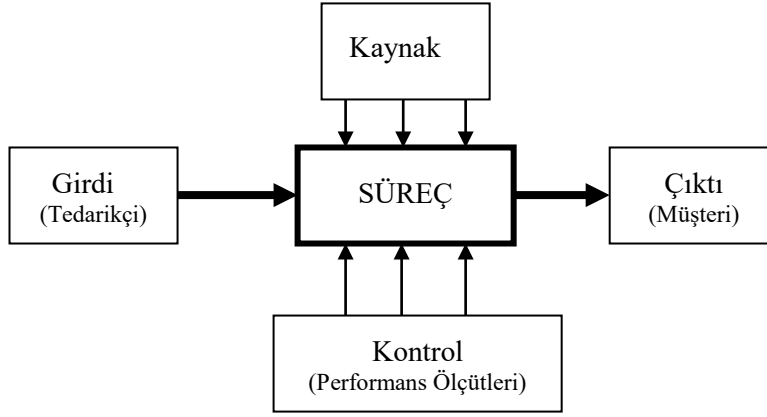 Kaynak
Girdi
(Tedarikçi)
SÜREÇ
Çıktı
(Müşteri)
Kontrol
(Performans Ölçütleri)